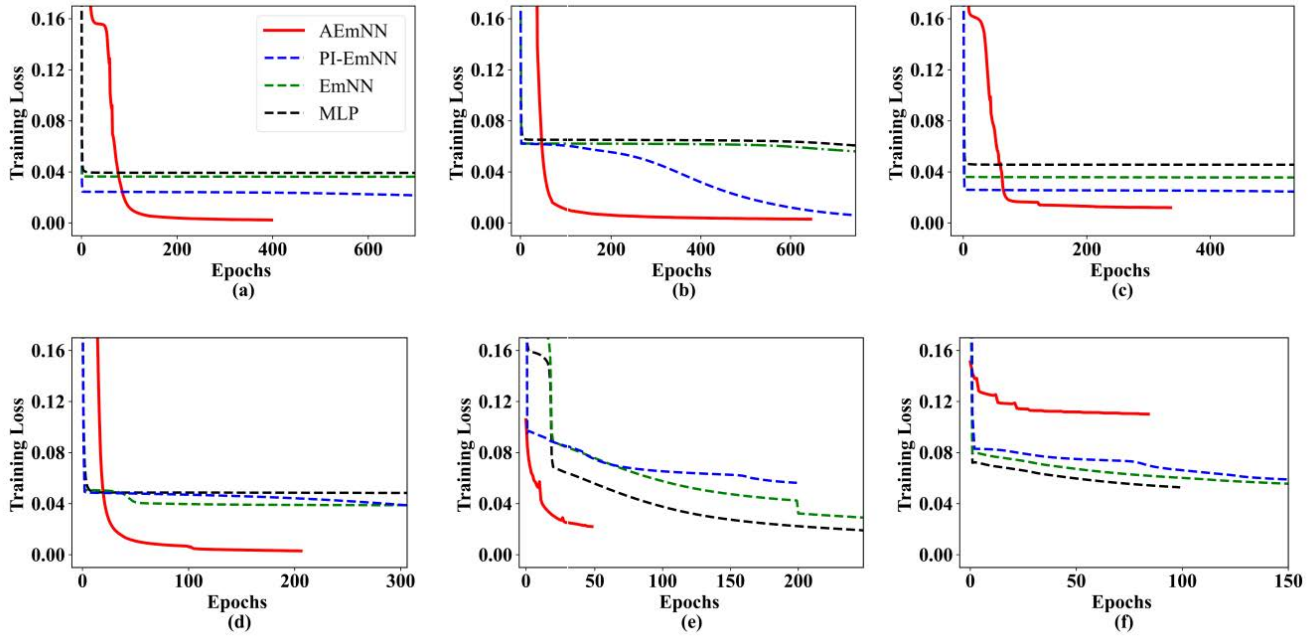 0.16
0.12
0.08
0.04
0.00
Training Loss
0
200
400
600
Epochs
(a)
AEmNN
PI-EmNN
EmNN
MLP
0.16
0.12
0.08
0.04
0.00
Training Loss
0
200
400
600
Epochs
(b)
0.16
0.12
0.08
0.04
0.00
Training Loss
0
200
400
Epochs
(c)
0.16
0.12
0.08
0.04
0.00
Training Loss
0
100
200
300
Epochs
(d)
0.16
0.12
0.08
0.04
0.00
Training Loss
0
50
100
150
200
Epochs
(e)
0.16
0.12
0.08
0.04
0.00
Training Loss
0
50
100
150
Epochs
(f)